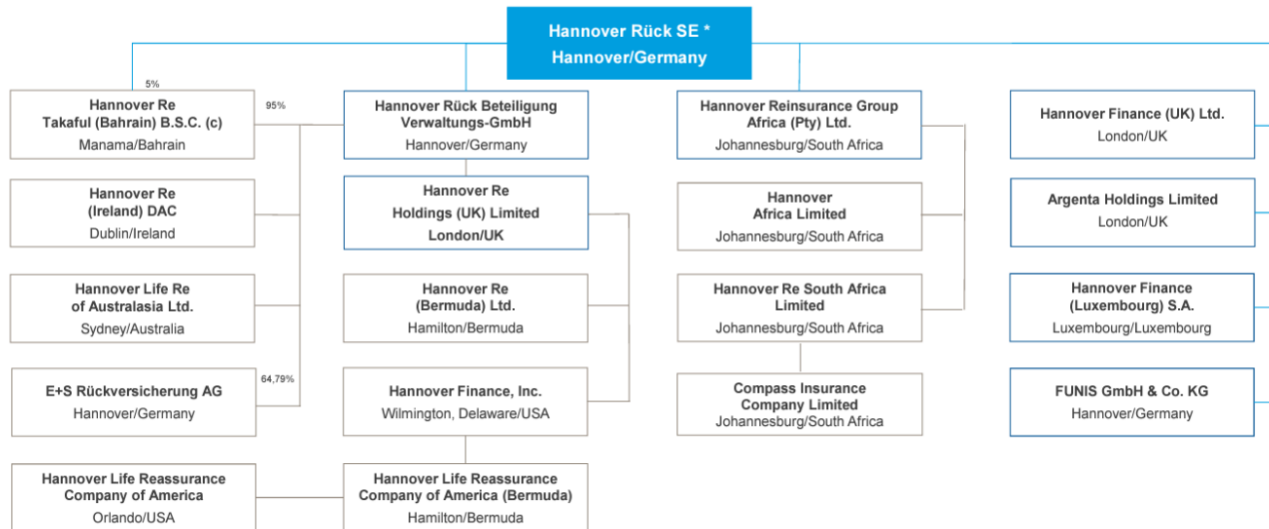 Hannover Rück SE *
Hannover/Germany
5%
Hannover Re
Takaful (Bahrain) B.S.C. (c)
Manama/Bahrain
95%
Hannover Rück Beteiligung
Verwaltungs-GmbH
Hannover/Germany
Hannover Reinsurance Group
Africa (Pty) Ltd.
Johannesburg/South Africa
Hannover Finance (UK) Ltd.
London/UK
Hannover Re
(Ireland) DAC
Dublin/Ireland
Hannover Re
Holdings (UK) Limited
London/UK
Hannover
Africa Limited
Johannesburg/South Africa
Argenta Holdings Limited
London/UK
Hannover Life Re
of Australasia Ltd.
Sydney/Australia
Hannover Re
(Bermuda) Ltd.
Hamilton/Bermuda
Hannover Re South Africa
Limited
Johannesburg/South Africa
Hannover Finance
(Luxembourg) S.A.
Luxembourg/Luxembourg
E+S Rückversicherung AG
Hannover/Germany
64,79%
Hannover Finance, Inc.
Wilmington, Delaware/USA
Compass Insurance
Company Limited
Johannesburg/South Africa
FUNIS GmbH & Co. KG
Hannover/Germany
Hannover Life Reassurance
Company of America
Orlando/USA
Hannover Life Reassurance
Company of America (Bermuda)
Hamilton/Bermuda